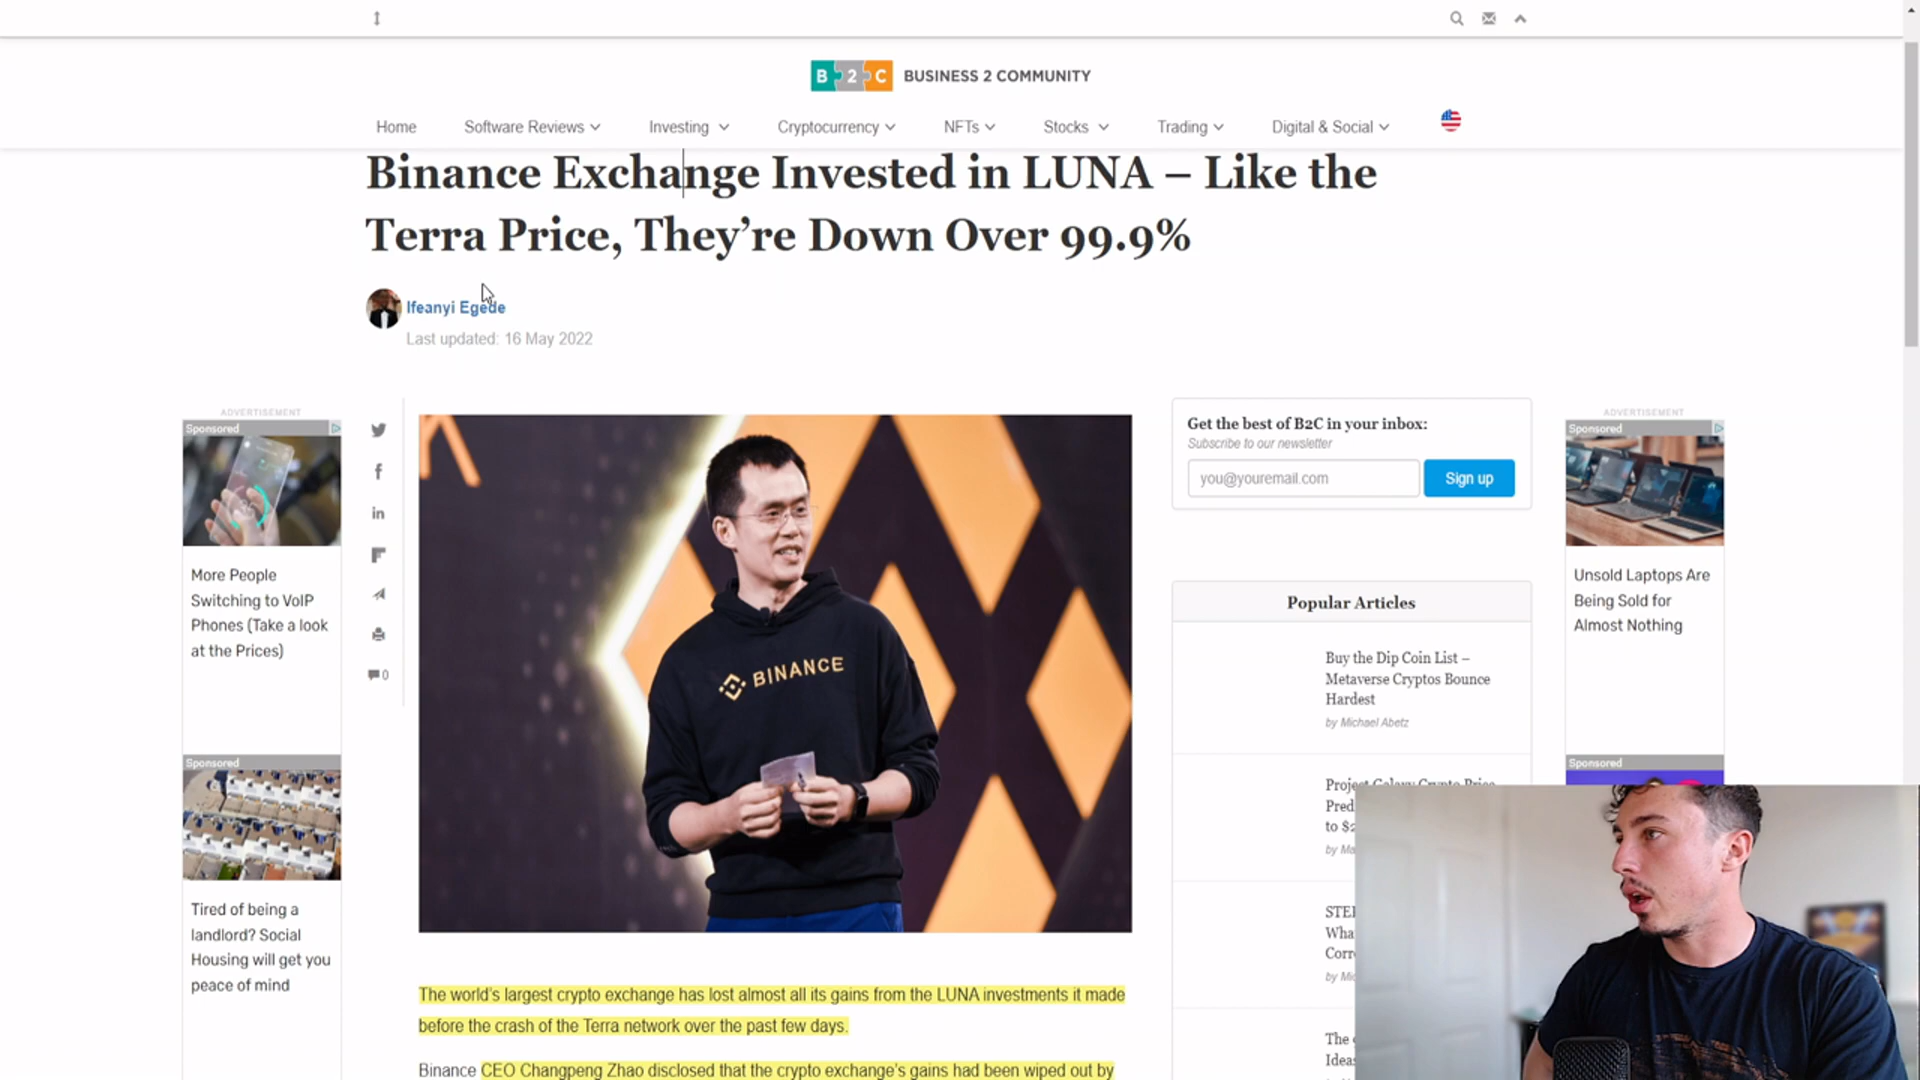 B 2 C BUSINESS 2 COMMUNITY
Home Software Reviews Investing Cryptocurrency NFTs Stocks Trading Digital & Social
Binance Exchange Invested in LUNA – Like the
Terra Price, They're Down Over 99.9%
Ifeanyi Egede
Last updated: 16 May 2022
ADVERTISEMENT
Sponsored
More People
Switching to VoIP
Phones (Take a look
at the Prices)
Sponsored
Tired of being a
landlord? Social
Housing will get you
peace of mind
0
BINANCE
The world's largest crypto exchange has lost almost all its gains from the LUNA investments it made
before the crash of the Terra network over the past few days.
Binance CEO Changpeng Zhao disclosed that the crypto exchange's gains had been wiped out by
Get the best of B2C in your inbox:
Subscribe to our newsletter
you@youremail.com Sign up
Popular Articles
Buy the Dip Coin List –
Metaverse Cryptos Bounce
Hardest
by Michael Abetz
Project Galaxy Crypto Price
Pred
to $2
by Mi
STEP
Wha
Corr
by Mic
The
Idea
ADVERTISEMENT
Sponsored
Unsold Laptops Are
Being Sold for
Almost Nothing
Sponsored